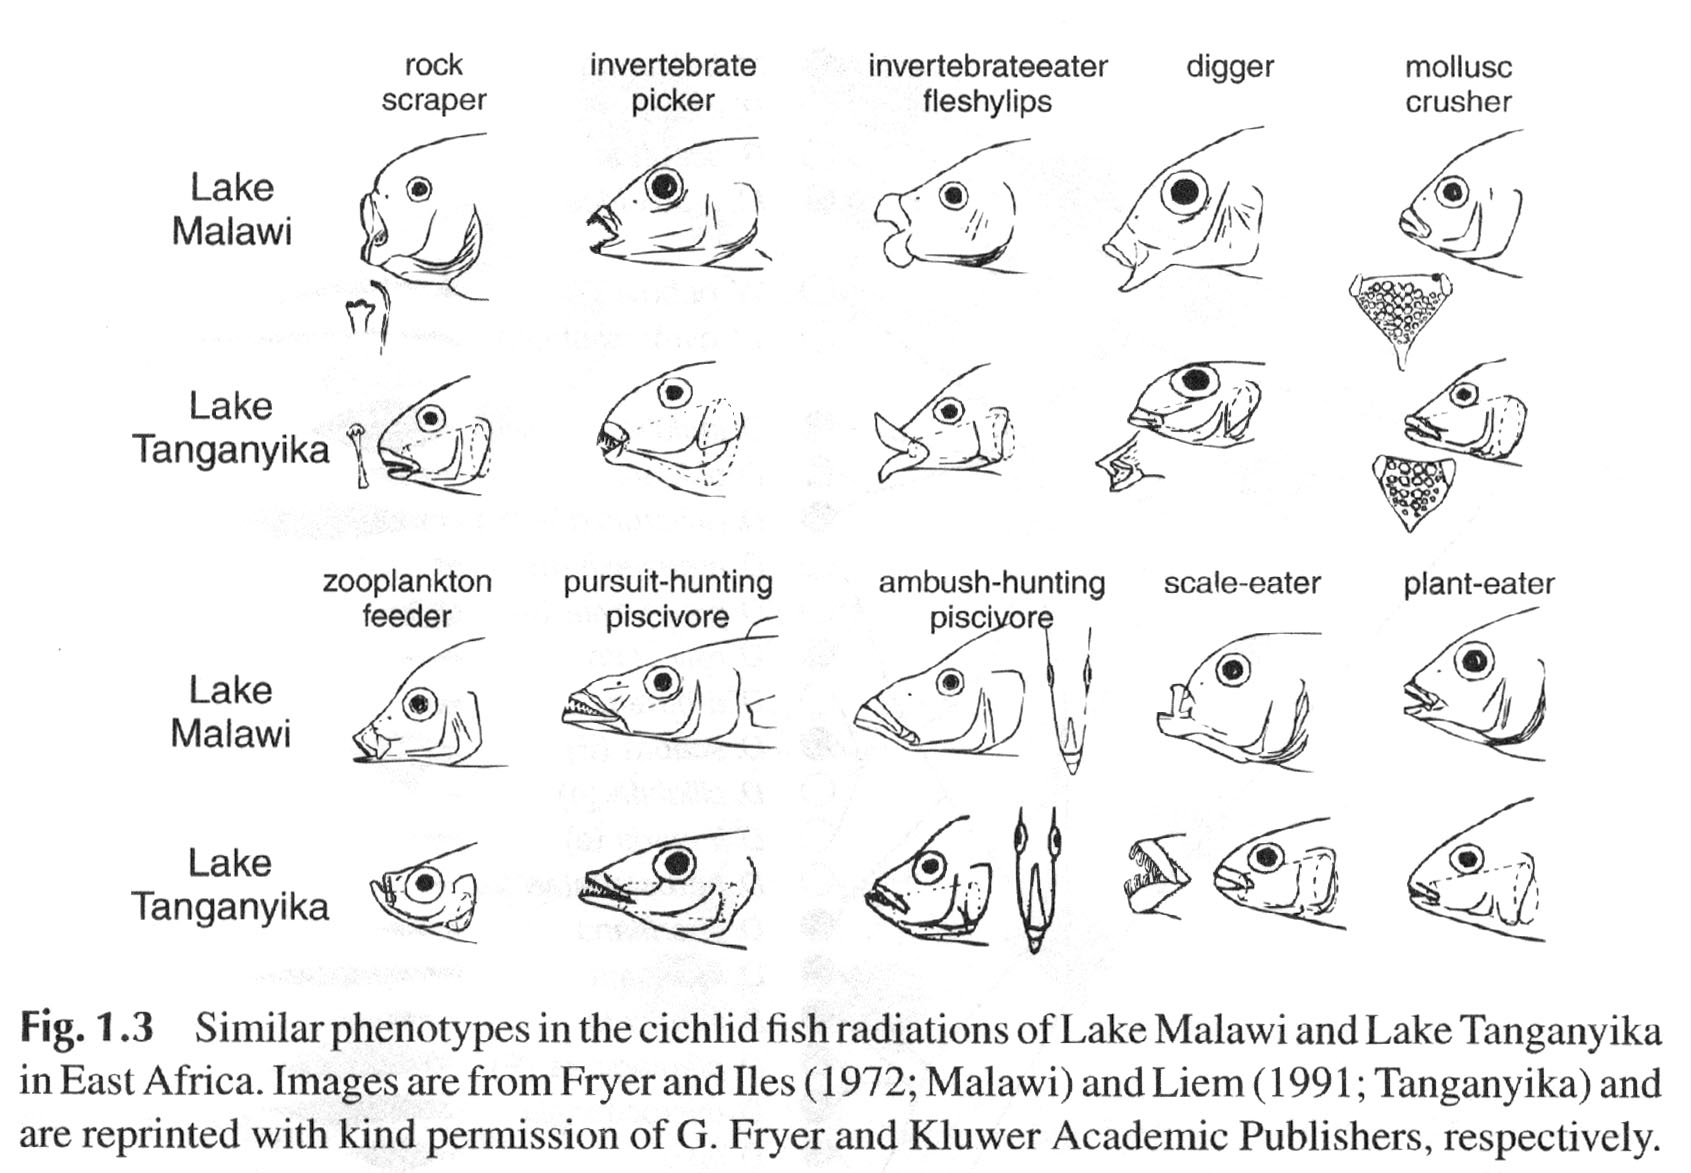 rock scraper
invertebrate picker
invertebrateeater fleshylips
digger
mollusc crusher
Lake Malawi
Lake Tanganyika
zooplankton feeder
pursuit-hunting piscivore
ambush-hunting piscivore
scale-eater
plant-eater
Lake Malawi
Lake Tanganyika
Fig. 1.3 Similar phenotypes in the cichlid fish radiations of Lake Malawi and Lake Tanganyika
in East Africa. Images are from Fryer and Iles (1972; Malawi) and Liem (1991; Tanganyika) and
are reprinted with kind permission of G. Fryer and Kluwer Academic Publishers, respectively.